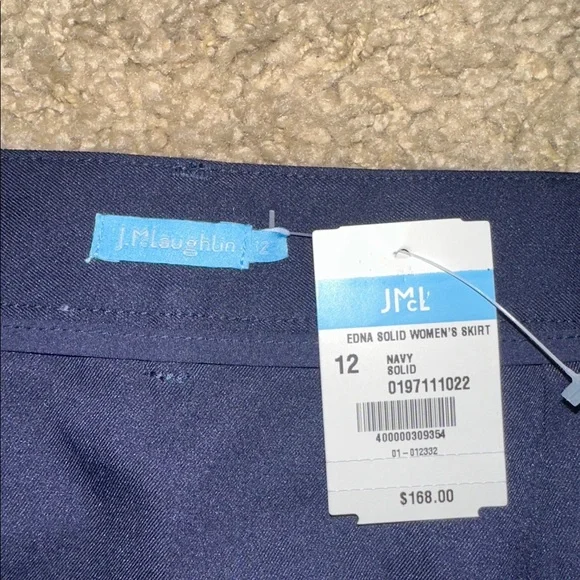 J.McLaughlin 12
JMcL
EDNA SOLID WOMEN'S SKIRT
12 NAVY
SOLID
0197111022
400000309354
01-012332
$168.00